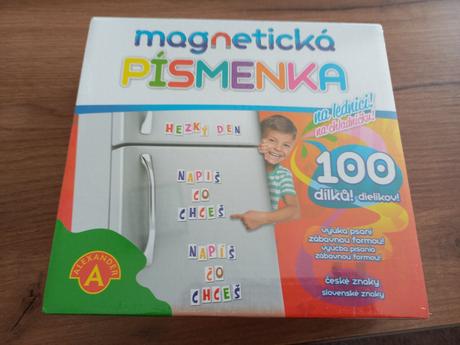 magnetická
PÍSMENKA
na lednici!
na chladničku!
HEZKÝ DEN
100
dílků! dielikov!
NAPIŠ
CO
CHCEŠ
výuka psaní
zábavnou formou!
výučba písania
zábavnou formou!
NAPÍŠ
ČO
CHCEŠ
české znaky
slovenské znaky
ALEXANDER
A